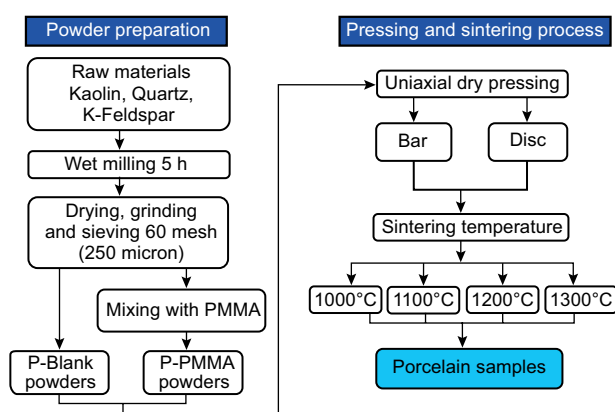 Powder preparation
Raw materials
Kaolin, Quartz,
K-Feldspar
Wet milling 5 h
Drying, grinding
and sieving 60 mesh
(250 micron)
Mixing with PMMA
P-Blank
powders
P-PMMA
powders
Pressing and sintering process
Uniaxial dry pressing
Bar
Disc
Sintering temperature
1000°C
1100°C
1200°C
1300°C
Porcelain samples